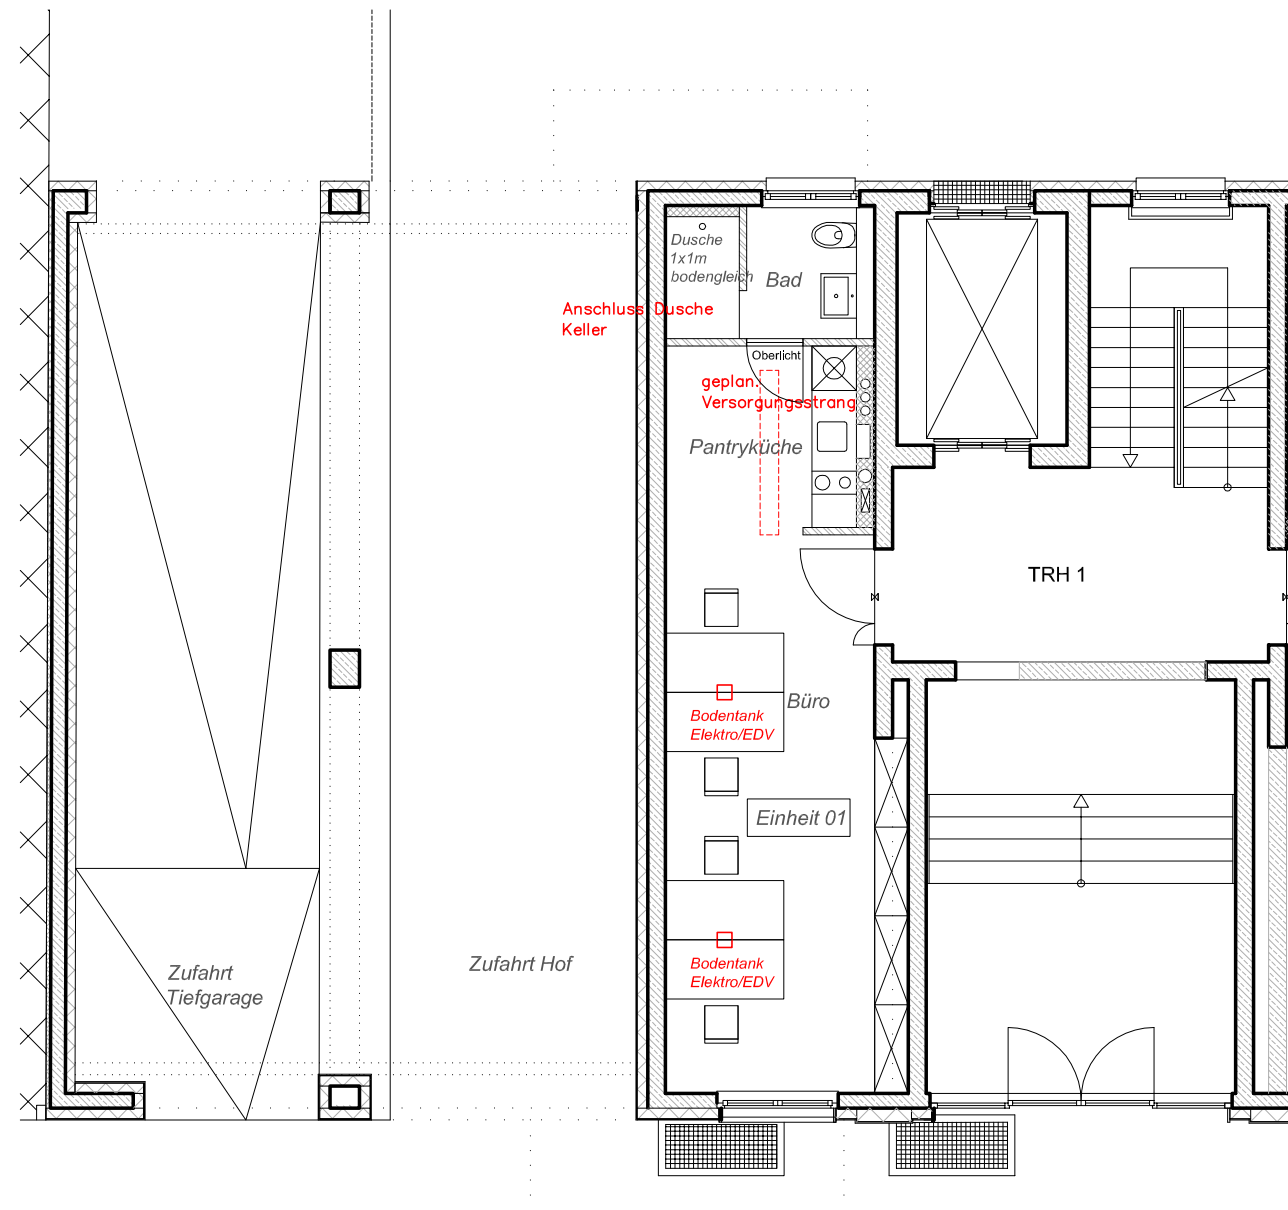 Dusche
1x1m
bodengleich
Bad
Anschluss Dusche
Keller
Oberlicht
geplan.
Versorgungsstrang
Pantryküche
TRH 1
Büro
Bodentank
Elektro/EDV
Einheit 01
Zufahrt Hof
Zufahrt
Tiefgarage
Bodentank
Elektro/EDV